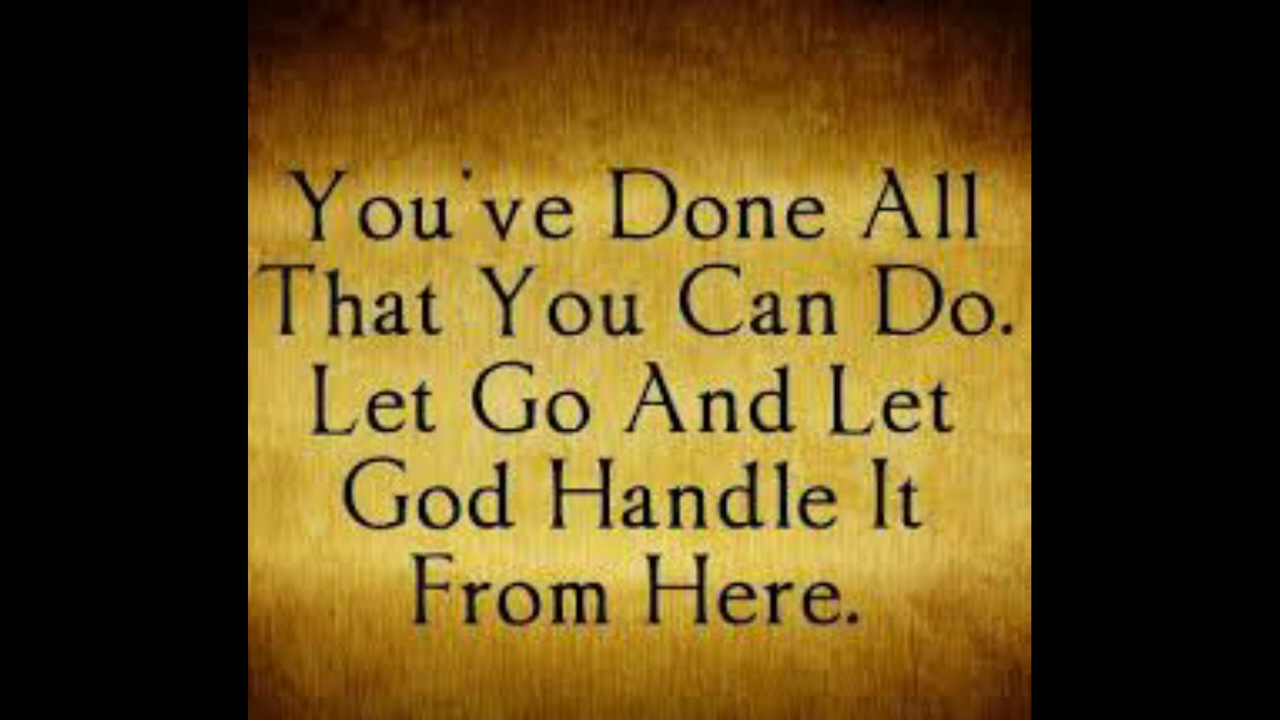 You've Done All
That You Can Do.
Let Go And Let
God Handle It
From Here.